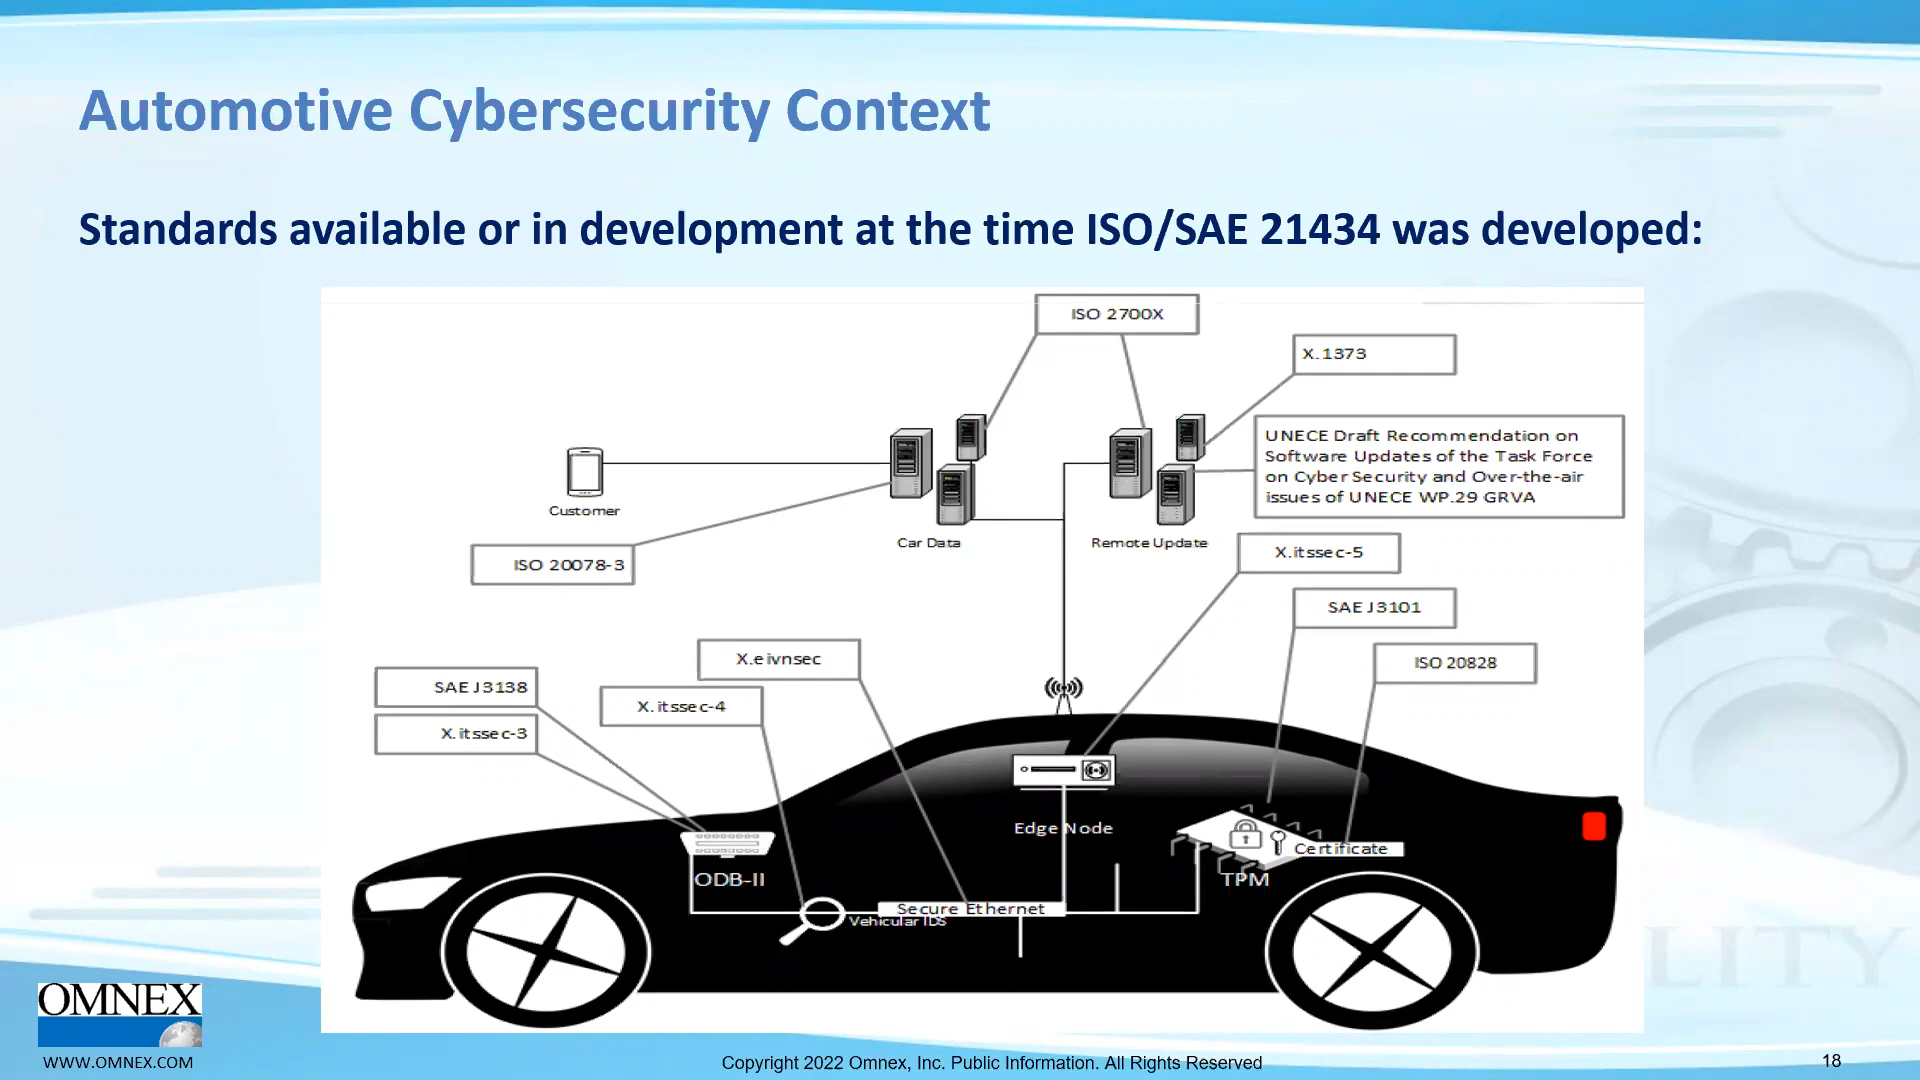 Automotive Cybersecurity Context
Standards available or in development at the time ISO/SAE 21434 was developed:
ISO 2700X
X.1373
UNECE Draft Recommendation on
Software Updates of the Task Force
on Cyber Security and Over-the-air
issues of UNECE WP.29 GRVA
Customer
Car Data
Remote Update
X.itssec-5
ISO 20078-3
SAE J3101
X.eivnsec
ISO 20828
SAE J3138
X.itssec-4
X.itssec-3
Edge Node
Certificate
ODB-II
TPM
Secure Ethernet
Vehicular IDS
LITY
OMNEX
WWW.OMNEX.COM
Copyright 2022 Omnex, Inc. Public Information. All Rights Reserved
18